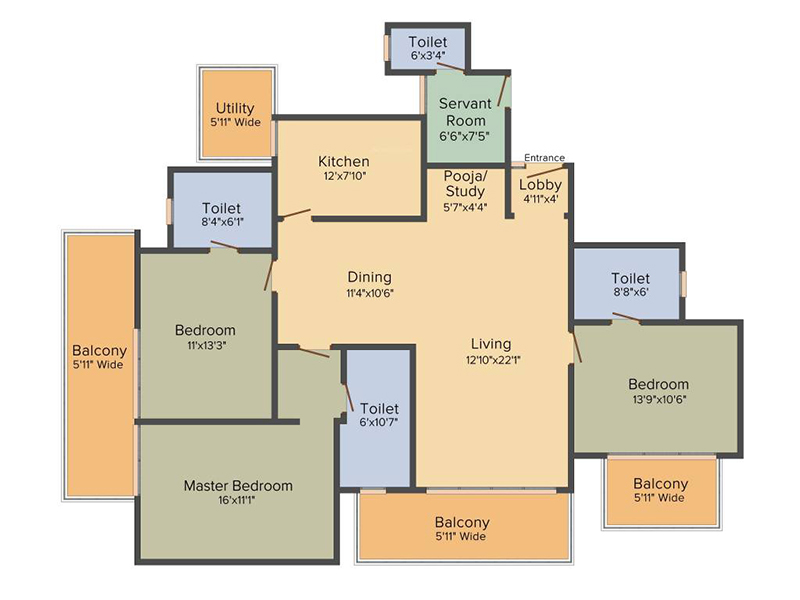 Toilet
6'x3'4"
Utility
5'11" Wide
Servant
Room
6'6"x7'5"
Kitchen
12'x7'10"
Entrance
Pooja/
Study
5'7"x4'4"
Lobby
4'11"x4'
Toilet
8'4"x6'1"
Dining
11'4"x10'6"
Toilet
8'8"x6'
Bedroom
11'x13'3"
Living
12'10"x22'1"
Balcony
5'11" Wide
Bedroom
13'9"x10'6"
Toilet
6'x10'7"
Master Bedroom
16'x11'1"
Balcony
5'11" Wide
Balcony
5'11" Wide